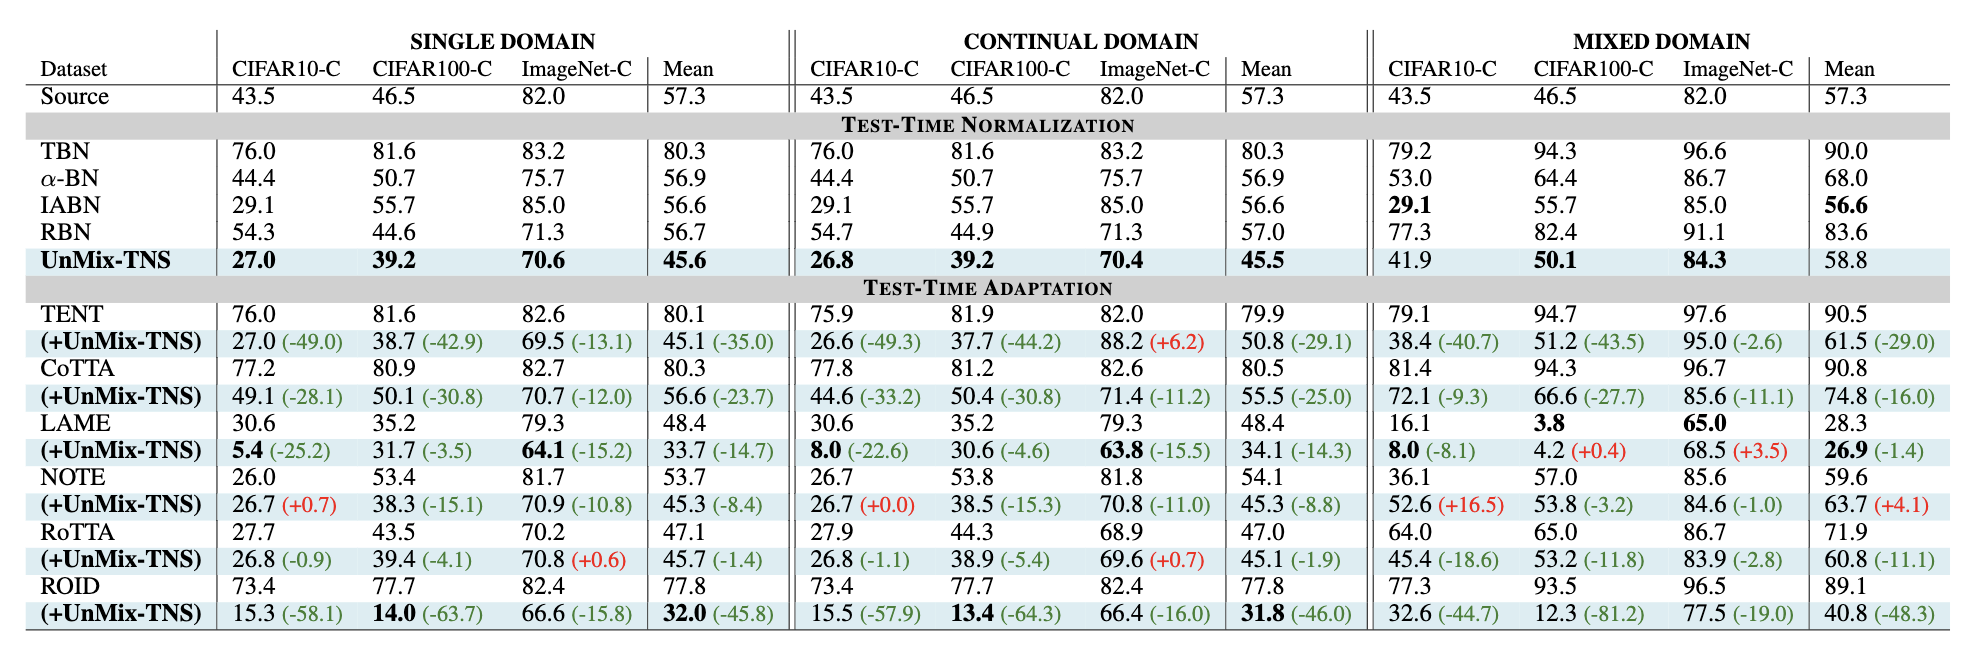 SINGLE DOMAIN CONTINUAL DOMAIN MIXED DOMAIN
Dataset CIFAR10-C CIFAR100-C ImageNet-C Mean CIFAR10-C CIFAR100-C ImageNet-C Mean CIFAR10-C CIFAR100-C ImageNet-C Mean
Source 43.5 46.5 82.0 57.3 43.5 46.5 82.0 57.3 43.5 46.5 82.0 57.3
TEST-TIME NORMALIZATION
TBN 76.0 81.6 83.2 80.3 76.0 81.6 83.2 80.3 79.2 94.3 96.6 90.0
α-BN 44.4 50.7 75.7 56.9 44.4 50.7 75.7 56.9 53.0 64.4 86.7 68.0
IABN 29.1 55.7 85.0 56.6 29.1 55.7 85.0 56.6 29.1 55.7 85.0 56.6
RBN 54.3 44.6 71.3 56.7 54.7 44.9 71.3 57.0 77.3 82.4 91.1 83.6
UnMix-TNS 27.0 39.2 70.6 45.6 26.8 39.2 70.4 45.5 41.9 50.1 84.3 58.8
TEST-TIME ADAPTATION
TENT 76.0 81.6 82.6 80.1 75.9 81.9 82.0 79.9 79.1 94.7 97.6 90.5
(+UnMix-TNS) 27.0 (-49.0) 38.7 (-42.9) 69.5 (-13.1) 45.1 (-35.0) 26.6 (-49.3) 37.7 (-44.2) 88.2 (+6.2) 50.8 (-29.1) 38.4 (-40.7) 51.2 (-43.5) 95.0 (-2.6) 61.5 (-29.0)
CoTTA 77.2 80.9 82.7 80.3 77.8 81.2 82.6 80.5 81.4 94.3 96.7 90.8
(+UnMix-TNS) 49.1 (-28.1) 50.1 (-30.8) 70.7 (-12.0) 56.6 (-23.7) 44.6 (-33.2) 50.4 (-30.8) 71.4 (-11.2) 55.5 (-25.0) 72.1 (-9.3) 66.6 (-27.7) 85.6 (-11.1) 74.8 (-16.0)
LAME 30.6 35.2 79.3 48.4 30.6 35.2 79.3 48.4 16.1 3.8 65.0 28.3
(+UnMix-TNS) 5.4 (-25.2) 31.7 (-3.5) 64.1 (-15.2) 33.7 (-14.7) 8.0 (-22.6) 30.6 (-4.6) 63.8 (-15.5) 34.1 (-14.3) 8.0 (-8.1) 4.2 (+0.4) 68.5 (+3.5) 26.9 (-1.4)
NOTE 26.0 53.4 81.7 53.7 26.7 53.8 81.8 54.1 36.1 57.0 85.6 59.6
(+UnMix-TNS) 26.7 (+0.7) 38.3 (-15.1) 70.9 (-10.8) 45.3 (-8.4) 26.7 (+0.0) 38.5 (-15.3) 70.8 (-11.0) 45.3 (-8.8) 52.6 (+16.5) 53.8 (-3.2) 84.6 (-1.0) 63.7 (+4.1)
RoTTA 27.7 43.5 70.2 47.1 27.9 44.3 68.9 47.0 64.0 65.0 86.7 71.9
(+UnMix-TNS) 26.8 (-0.9) 39.4 (-4.1) 70.8 (+0.6) 45.7 (-1.4) 26.8 (-1.1) 38.9 (-5.4) 69.6 (+0.7) 45.1 (-1.9) 45.4 (-18.6) 53.2 (-11.8) 83.9 (-2.8) 60.8 (-11.1)
ROID 73.4 77.7 82.4 77.8 73.4 77.7 82.4 77.8 77.3 93.5 96.5 89.1
(+UnMix-TNS) 15.3 (-58.1) 14.0 (-63.7) 66.6 (-15.8) 32.0 (-45.8) 15.5 (-57.9) 13.4 (-64.3) 66.4 (-16.0) 31.8 (-46.0) 32.6 (-44.7) 12.3 (-81.2) 77.5 (-19.0) 40.8 (-48.3)